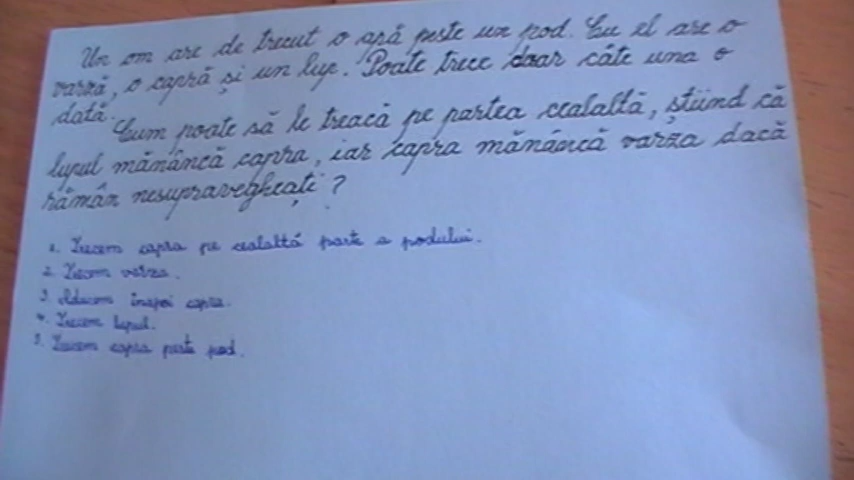 Un om are de trecut o apă peste un pod. Cu el are o
varză, o capră și un lup. Poate trece doar câte una o
dată.
Cum poate să le treacă pe partea cealaltă, știind că
lupul mănâncă capra, iar capra mănâncă varza dacă
rămân nesupravegheați?
1. Trecem capra pe cealaltă parte a podului.
2. Trecem varza.
3. Aducem înapoi capra.
4. Trecem lupul.
5. Trecem capra peste pod.